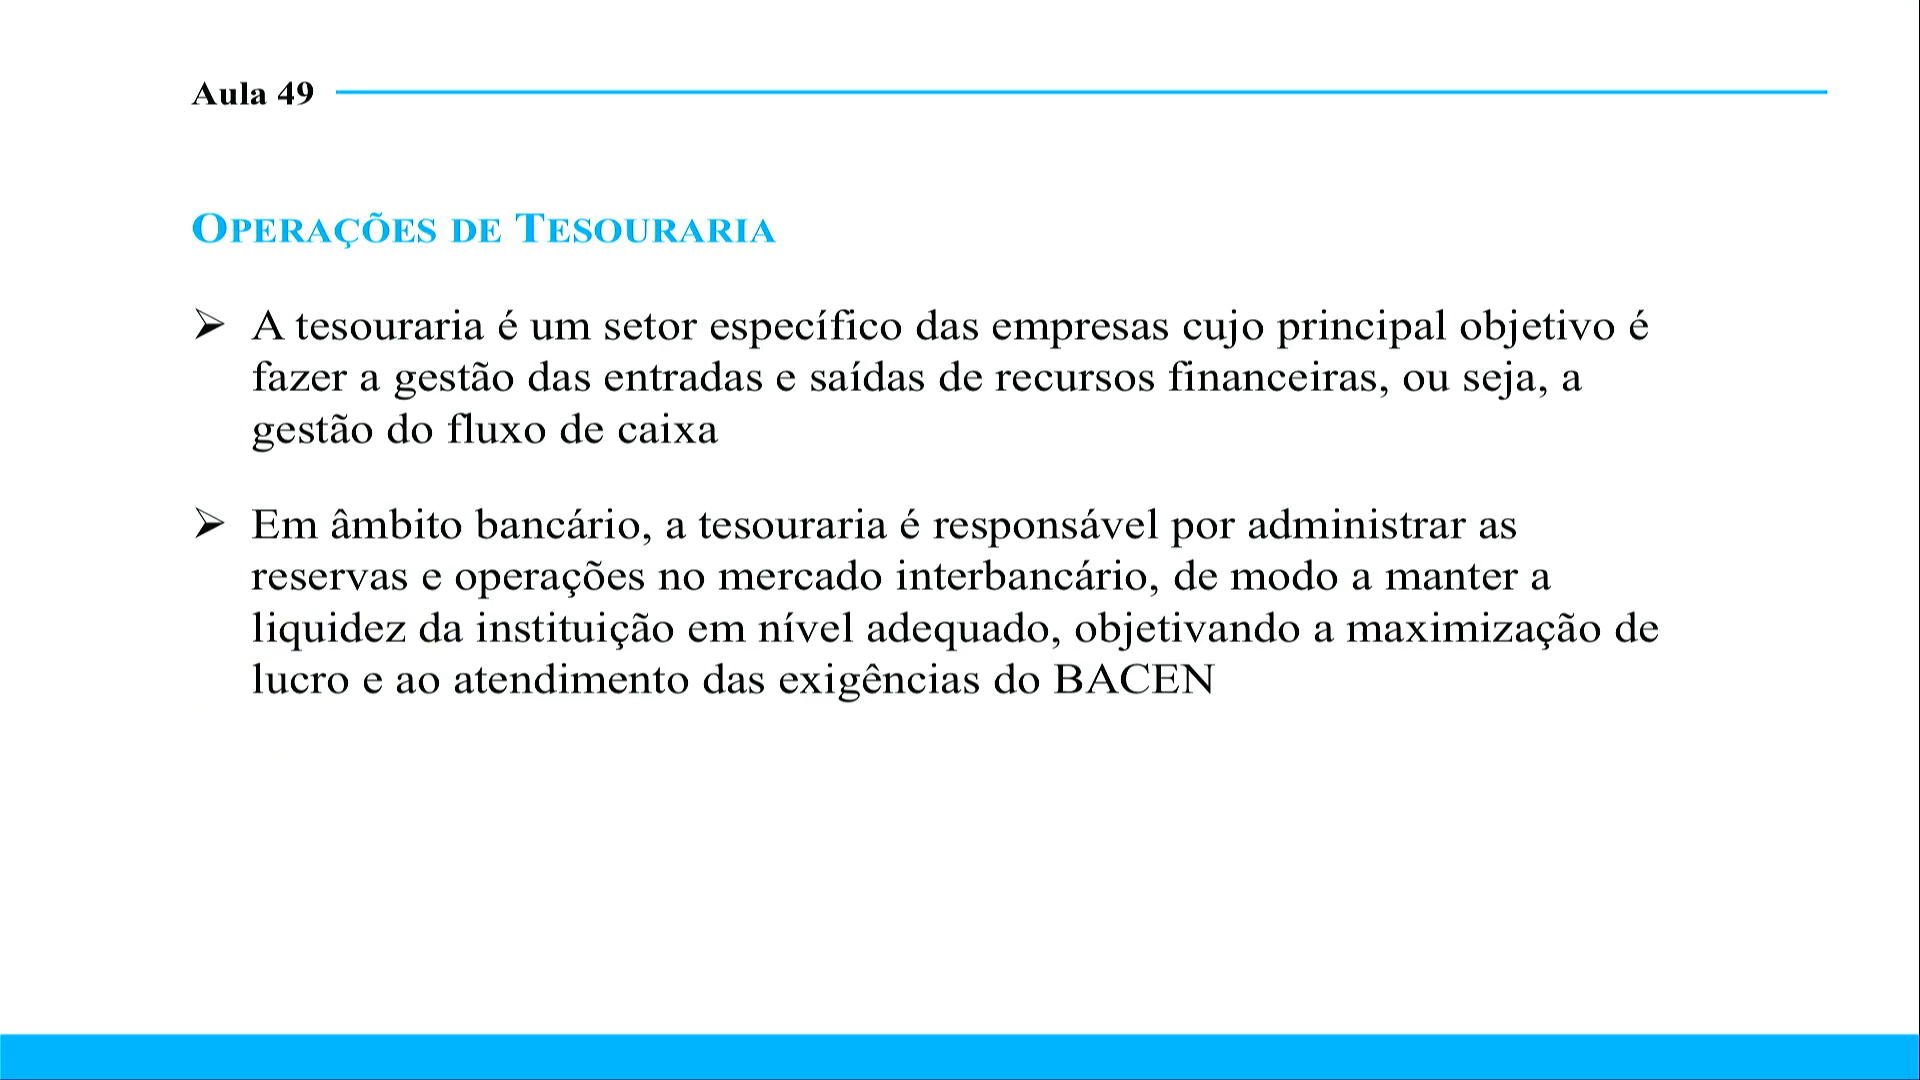 Aula 49
OPERAÇÕES DE TESOURARIA
➢ A tesouraria é um setor específico das empresas cujo principal objetivo é
fazer a gestão das entradas e saídas de recursos financeiras, ou seja, a
gestão do fluxo de caixa
➢ Em âmbito bancário, a tesouraria é responsável por administrar as
reservas e operações no mercado interbancário, de modo a manter a
liquidez da instituição em nível adequado, objetivando a maximização de
lucro e ao atendimento das exigências do BACEN